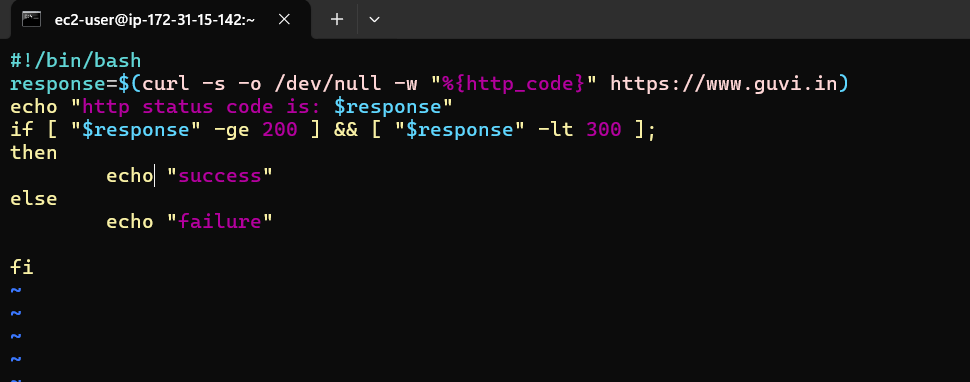 ec2-user@ip-172-31-15-142:~
#!/bin/bash
response=$(curl -s -o /dev/null -w "%{http_code}" https://www.guvi.in)
echo "http status code is: $response"
if [ "$response" -ge 200 ] && [ "$response" -lt 300 ];
then
        echo "success"
else
        echo "failure"

fi
~
~
~
~
~